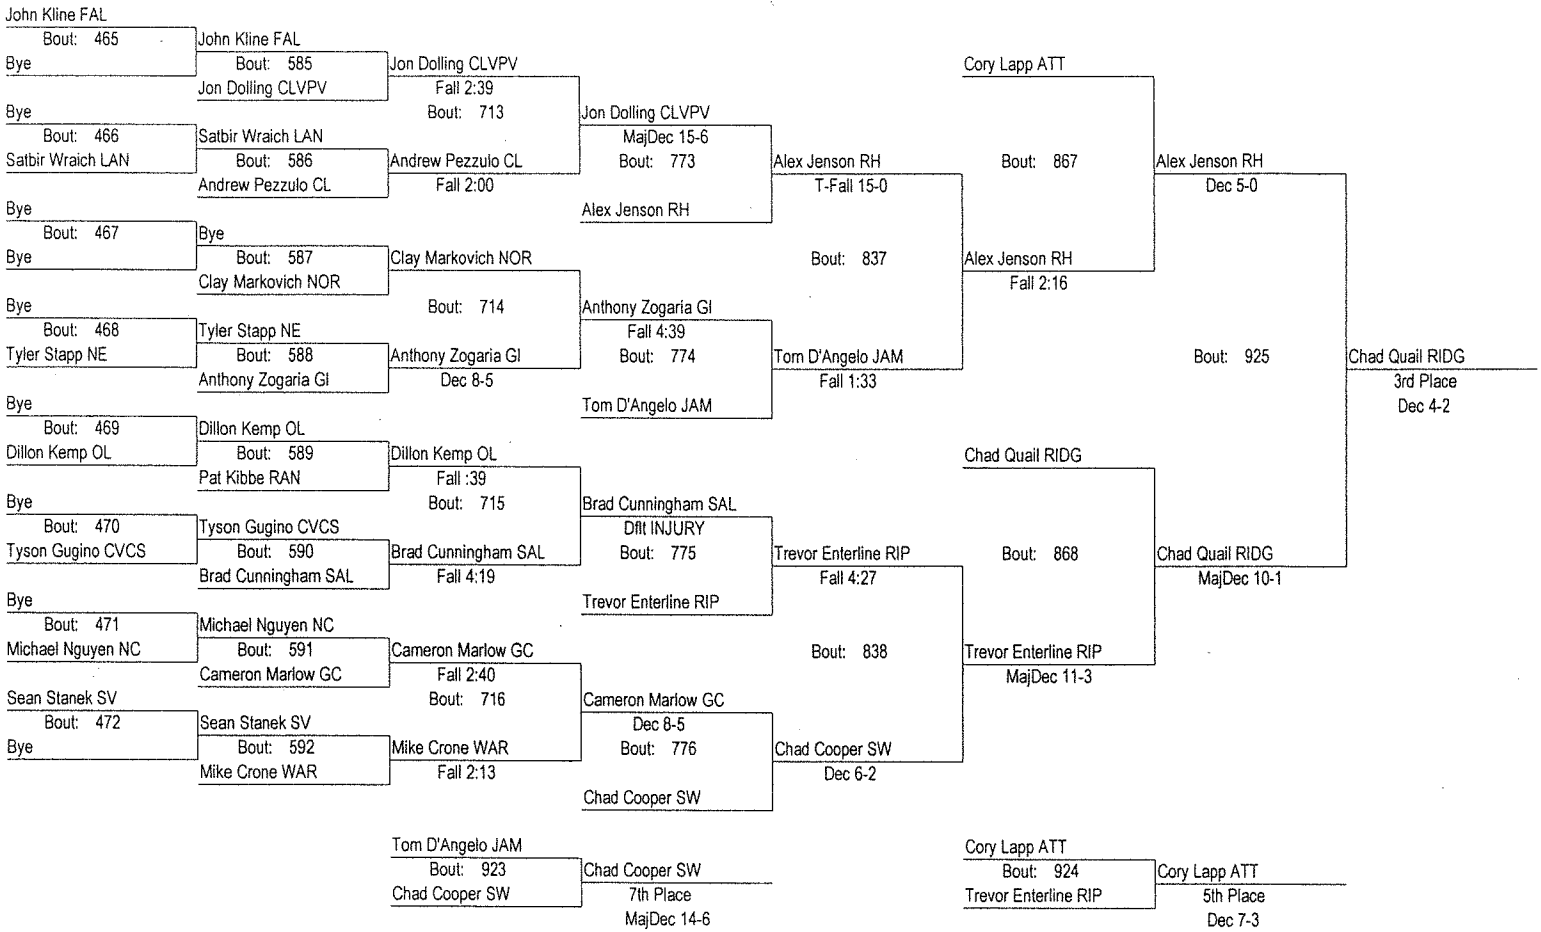 John Kline FAL
Bout: 465
Bye
Bye
Bout: 466
Satbir Wraich LAN
Bye
Bout: 467
Bye
Bye
Bout: 468
Tyler Stapp NE
Bye
Bout: 469
Dillon Kemp OL
Bye
Bout: 470
Tyson Gugino CVCS
Bye
Bout: 471
Michael Nguyen NC
Sean Stanek SV
Bout: 472
Bye
John Kline FAL
Bout: 585
Jon Dolling CLVPV
Satbir Wraich LAN
Bout: 586
Andrew Pezzulo CL
Bye
Bout: 587
Clay Markovich NOR
Tyler Stapp NE
Bout: 588
Anthony Zogaria GI
Dillon Kemp OL
Bout: 589
Pat Kibbe RAN
Tyson Gugino CVCS
Bout: 590
Brad Cunningham SAL
Michael Nguyen NC
Bout: 591
Cameron Marlow GC
Sean Stanek SV
Bout: 592
Mike Crone WAR
Jon Dolling CLVPV
Fall 2:39
Bout: 713
Andrew Pezzulo CL
Fall 2:00
Clay Markovich NOR
Bout: 714
Anthony Zogaria GI
Dec 8-5
Dillon Kemp OL
Fall :39
Bout: 715
Brad Cunningham SAL
Fall 4:19
Cameron Marlow GC
Fall 2:40
Bout: 716
Mike Crone WAR
Fall 2:13
Jon Dolling CLVPV
MajDec 15-6
Bout: 773
Alex Jenson RH
Anthony Zogaria GI
Fall 4:39
Bout: 774
Tom D'Angelo JAM
Brad Cunningham SAL
Dflt INJURY
Bout: 775
Trevor Enterline RIP
Cameron Marlow GC
Dec 8-5
Bout: 776
Chad Cooper SW
Alex Jenson RH
T-Fall 15-0
Bout: 837
Tom D'Angelo JAM
Fall 1:33
Trevor Enterline RIP
Fall 4:27
Bout: 838
Chad Cooper SW
Dec 6-2
Cory Lapp ATT
Bout: 867
Alex Jenson RH
Fall 2:16
Chad Quail RIDG
Bout: 868
Trevor Enterline RIP
MajDec 11-3
Alex Jenson RH
Dec 5-0
Bout: 925
Chad Quail RIDG
MajDec 10-1
Chad Quail RIDG
3rd Place
Dec 4-2
Tom D'Angelo JAM
Bout: 923
Chad Cooper SW
Chad Cooper SW
7th Place
MajDec 14-6
Cory Lapp ATT
Bout: 924
Trevor Enterline RIP
Cory Lapp ATT
5th Place
Dec 7-3